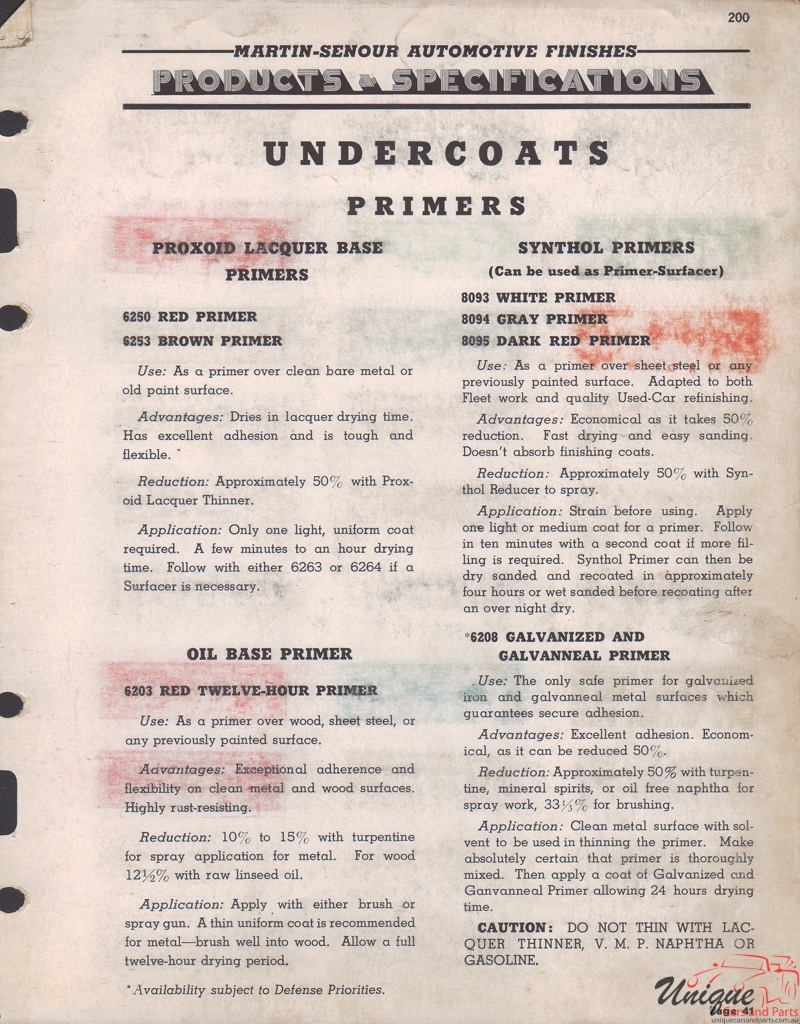 200
MARTIN-SENOUR AUTOMOTIVE FINISHES
PRODUCTS & SPECIFICATIONS
UNDERCOATS
PRIMERS
PROXOID LACQUER BASE
PRIMERS
6250 RED PRIMER
6253 BROWN PRIMER
Use: As a primer over clean bare metal or
old paint surface.
Advantages: Dries in lacquer drying time.
Has excellent adhesion and is tough and
flexible.
Reduction: Approximately 50% with Prox-
oid Lacquer Thinner.
Application: Only one light, uniform coat
required. A few minutes to an hour drying
time. Follow with either 6263 or 6264 if a
Surfacer is necessary.
OIL BASE PRIMER
6203 RED TWELVE-HOUR PRIMER
Use: As a primer over wood, sheet steel, or
any previously painted surface.
Advantages: Exceptional adherence and
flexibility on clean metal and wood surfaces.
Highly rust-resisting.
Reduction: 10% to 15% with turpentine
for spray application for metal. For wood
12½% with raw linseed oil.
Application: Apply with either brush or
spray gun. A thin uniform coat is recommended
for metal—brush well into wood. Allow a full
twelve-hour drying period.
*Availability subject to Defense Priorities.
SYNTHOL PRIMERS
(Can be used as Primer-Surfacer)
8093 WHITE PRIMER
8094 GRAY PRIMER
8095 DARK RED PRIMER
Use: As a primer over sheet steel or any
previously painted surface. Adapted to both
Fleet work and quality Used-Car refinishing.
Advantages: Economical as it takes 50%
reduction. Fast drying and easy sanding.
Doesn't absorb finishing coats.
Reduction: Approximately 50% with Syn-
thol Reducer to spray.
Application: Strain before using. Apply
one light or medium coat for a primer. Follow
in ten minutes with a second coat if more fil-
ling is required. Synthol Primer can then be
dry sanded and recoated in approximately
four hours or wet sanded before recoating after
an over night dry.
*6208 GALVANIZED AND
GALVANNEAL PRIMER
Use: The only safe primer for galvanized
iron and galvanneal metal surfaces which
guarantees secure adhesion.
Advantages: Excellent adhesion. Econom-
ical, as it can be reduced 50%.
Reduction: Approximately 50% with turpen-
tine, mineral spirits, or oil free naphtha for
spray work, 33⅓% for brushing.
Application: Clean metal surface with sol-
vent to be used in thinning the primer. Make
absolutely certain that primer is thoroughly
mixed. Then apply a coat of Galvanized and
Ganvanneal Primer allowing 24 hours drying
time.
CAUTION: DO NOT THIN WITH LAC-
QUER THINNER, V. M. P. NAPHTHA OR
GASOLINE.
Unique
Page 41
Cars and Parts
uniquecarsandparts.com.au